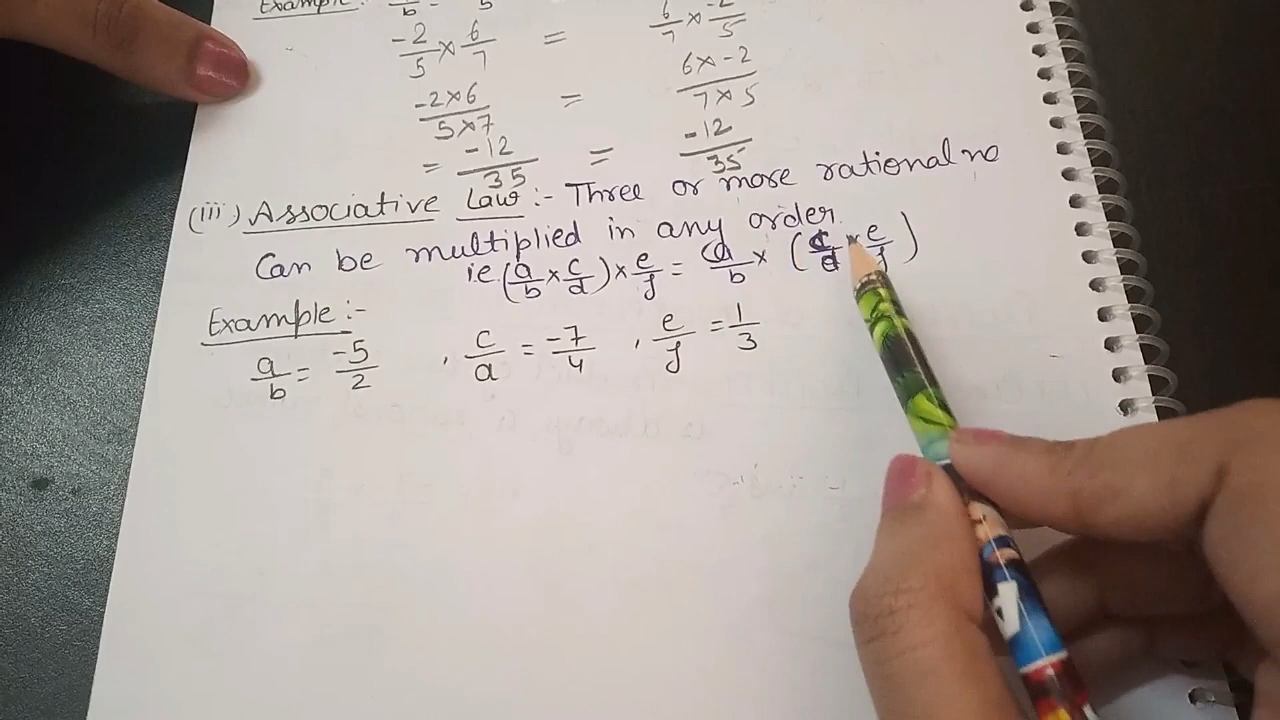 Example:
b 5
-2/5 × 6/7 = 6/7 × -2/5
-2×6/5×7 = 6×-2/7×5
= -12/35 = -12/35
(iii) Associative Law:- Three or more rational no
Can be multiplied in any order.
i.e. (a/b × c/d) × e/f = a/b × (c/d × e/f)
Example:-
a/b = -5/2 , c/d = -7/4 , e/f = 1/3